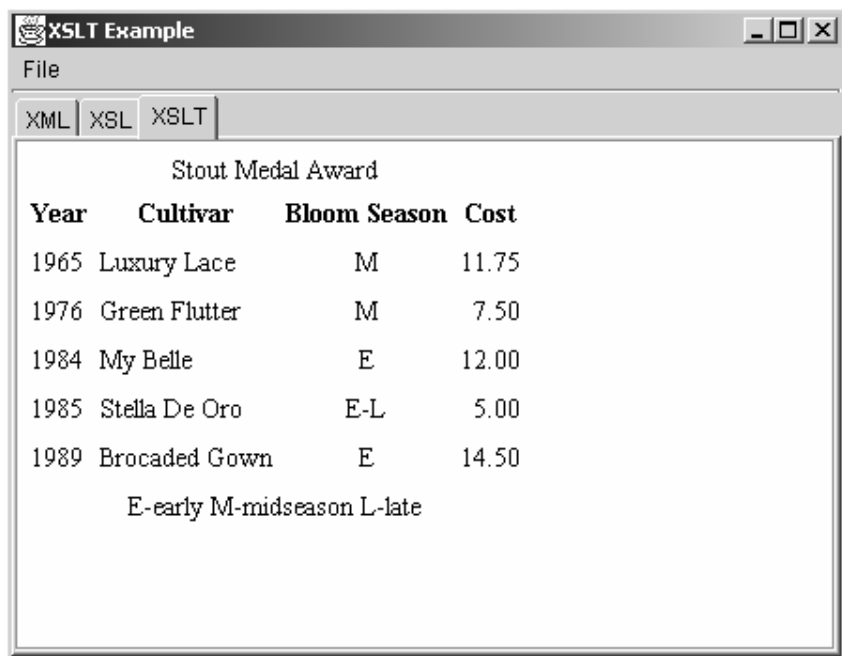 XSLT Example
File
XML XSL XSLT
Stout Medal Award
Year Cultivar Bloom Season Cost
1965 Luxury Lace M 11.75
1976 Green Flutter M 7.50
1984 My Belle E 12.00
1985 Stella De Oro E-L 5.00
1989 Brocaded Gown E 14.50
E-early M-midseason L-late